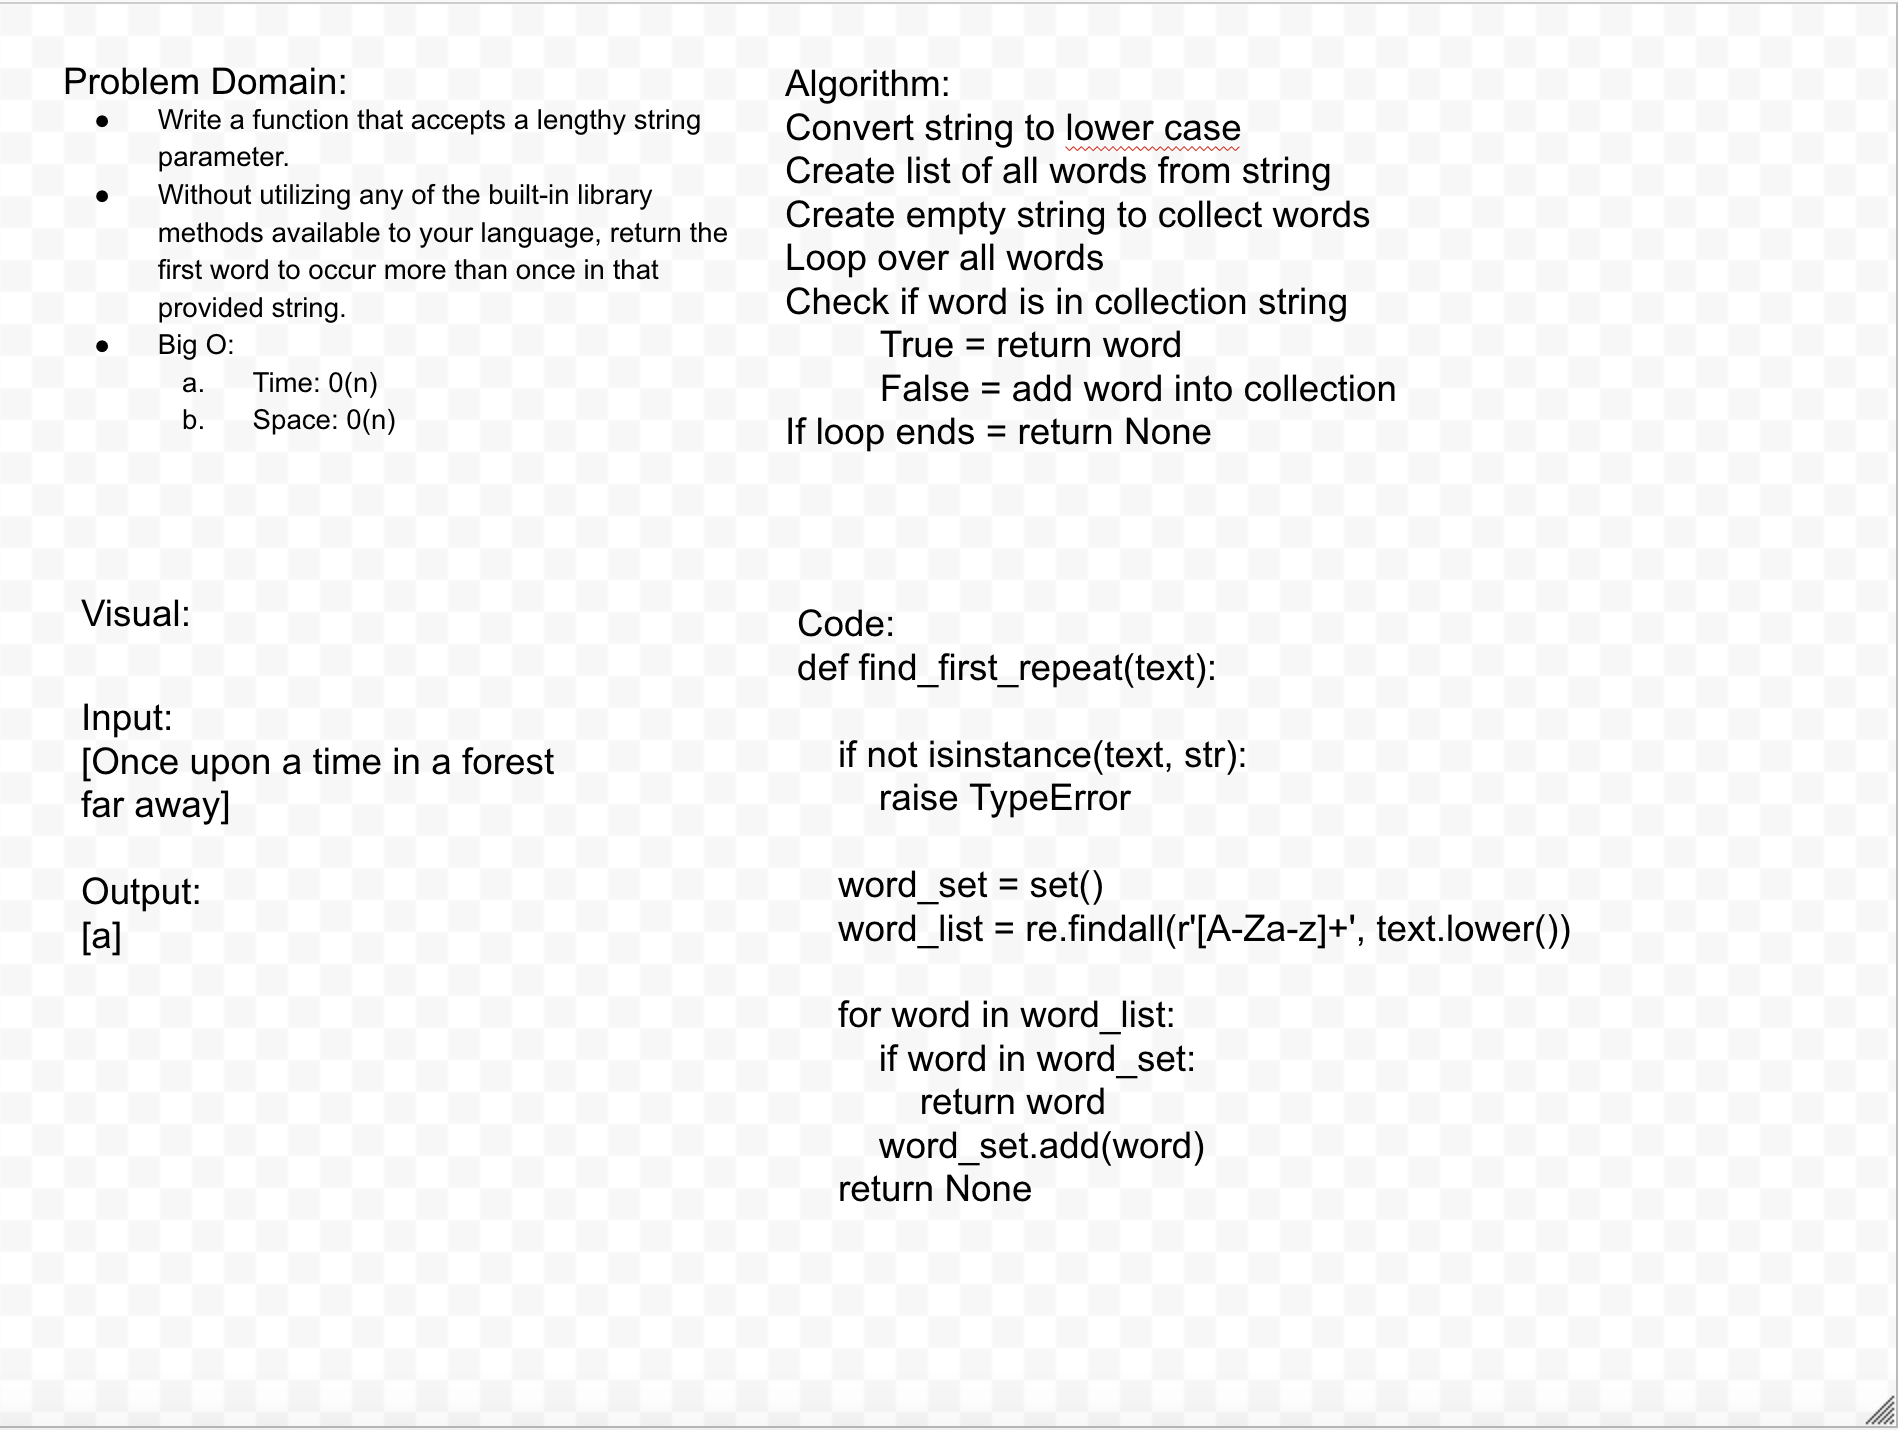 Problem Domain:
● Write a function that accepts a lengthy string
parameter.
● Without utilizing any of the built-in library
methods available to your language, return the
first word to occur more than once in that
provided string.
● Big O:
a. Time: 0(n)
b. Space: 0(n)
Algorithm:
Convert string to lower case
Create list of all words from string
Create empty string to collect words
Loop over all words
Check if word is in collection string
True = return word
False = add word into collection
If loop ends = return None
Visual:
Input:
[Once upon a time in a forest
far away]
Output:
[a]
Code:
def find_first_repeat(text):
if not isinstance(text, str):
raise TypeError
word_set = set()
word_list = re.findall(r'[A-Za-z]+', text.lower())
for word in word_list:
if word in word_set:
return word
word_set.add(word)
return None